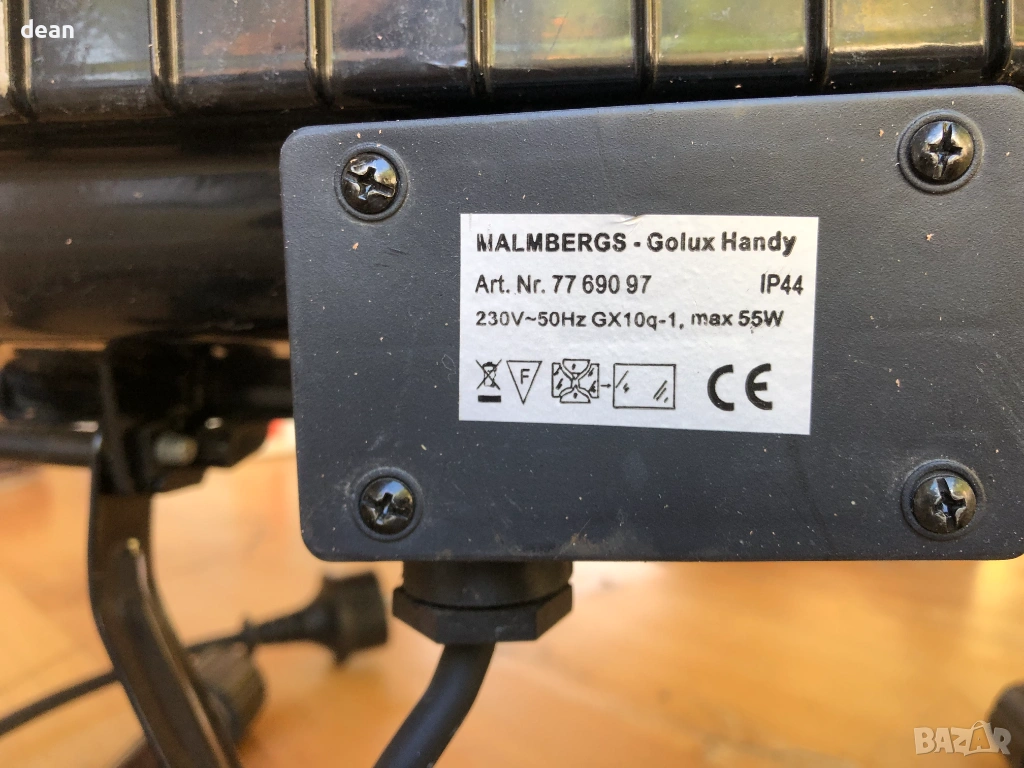 dean
MALMBERGS - Golux Handy
Art. Nr. 77 690 97 IP44
230V~50Hz GX10q-1, max 55W
F
CE
BAZAR